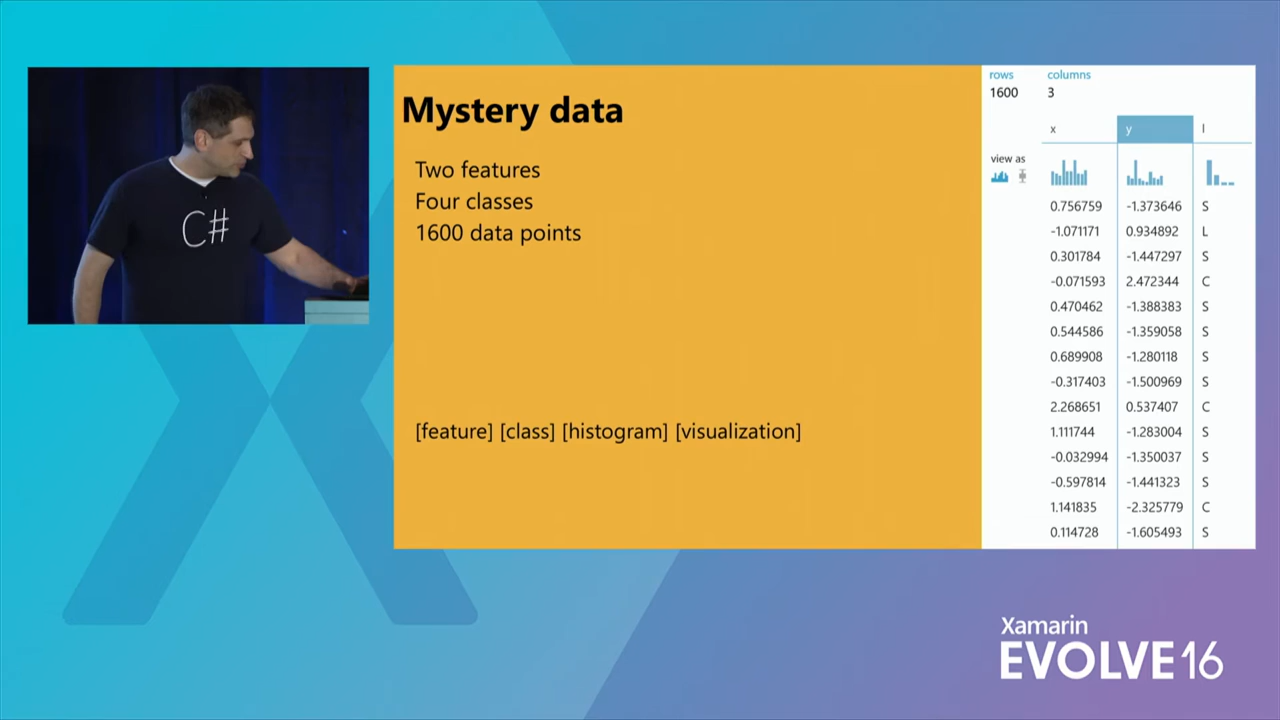 C#
Mystery data
Two features
Four classes
1600 data points
[feature] [class] [histogram] [visualization]
rows columns
1600 3
x y l
view as
0.756759 -1.373646 S
-1.071171 0.934892 L
0.301784 -1.447297 S
-0.071593 2.472344 C
0.470462 -1.388383 S
0.544586 -1.359058 S
0.689908 -1.280118 S
-0.317403 -1.500969 S
2.268651 0.537407 C
1.111744 -1.283004 S
-0.032994 -1.350037 S
-0.597814 -1.441323 S
1.141835 -2.325779 C
0.114728 -1.605493 S
Xamarin
EVOLVE 16